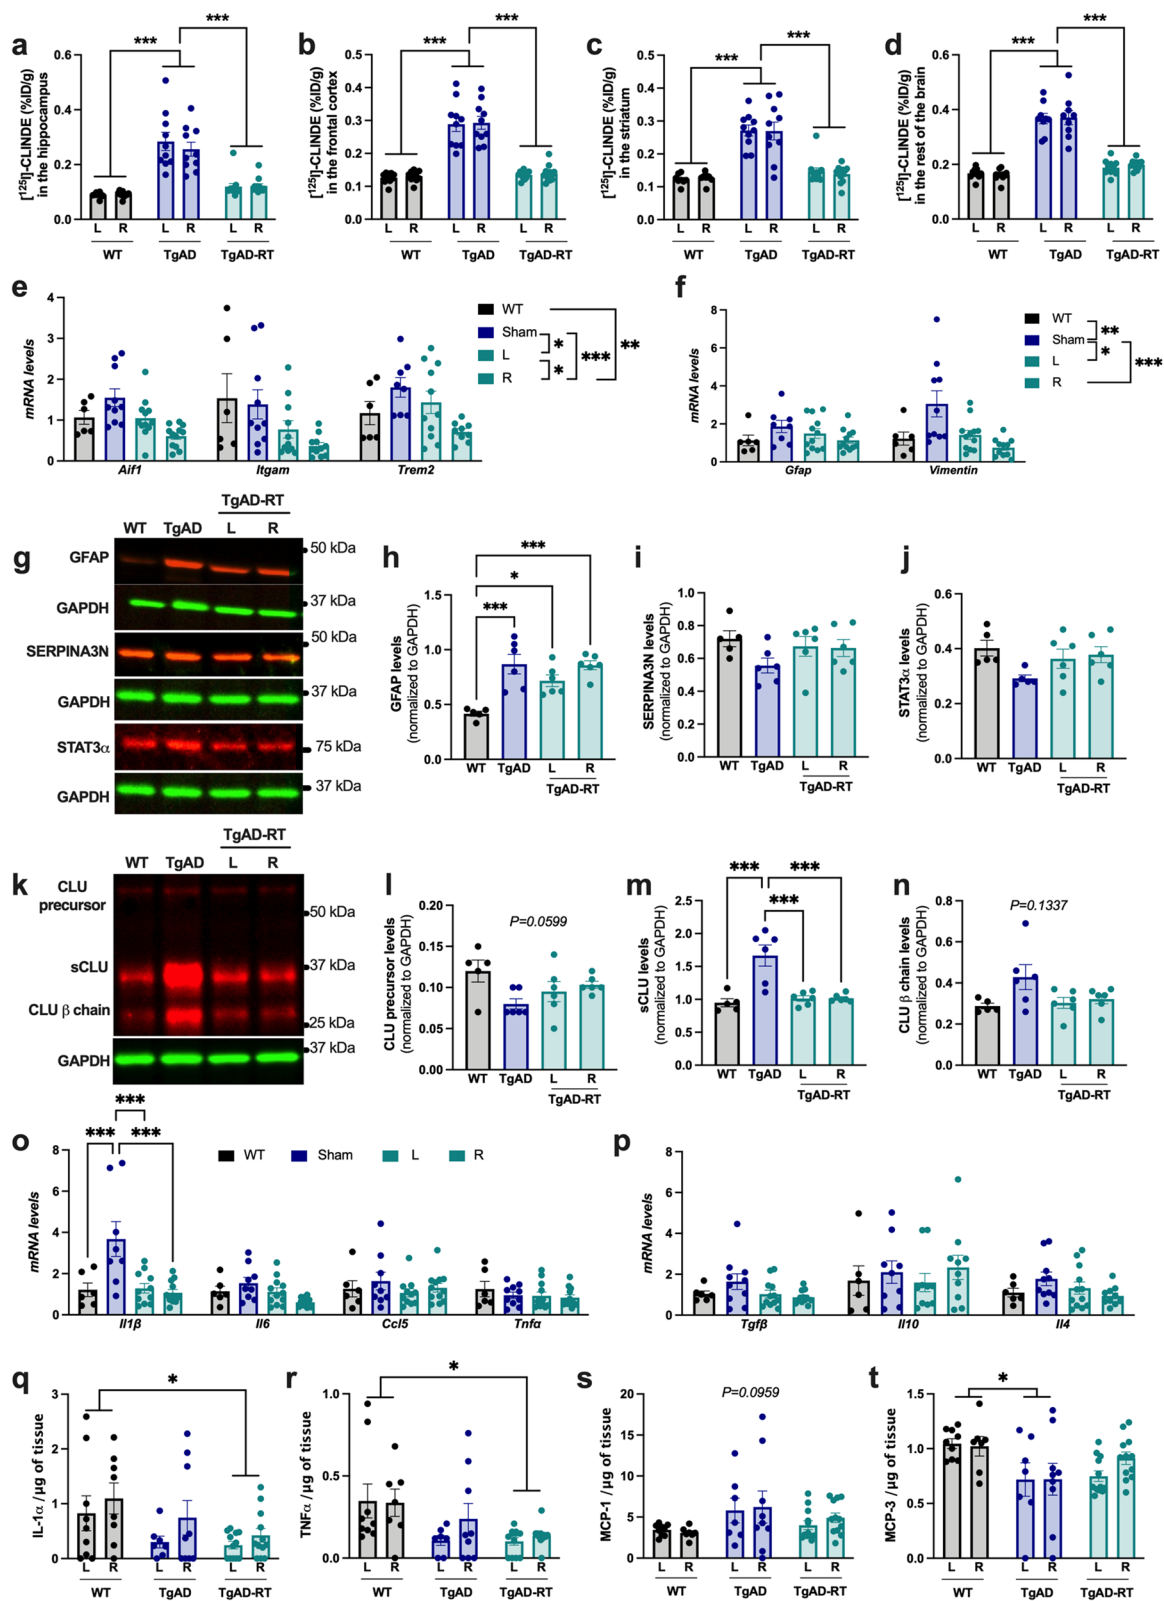 a
[¹²⁵I]-CLINDE (%ID/g)
in the hippocampus
0.6
0.4
0.2
0.0
***
***
L R L R L R
WT TgAD TgAD-RT
b
[¹²⁵I]-CLINDE (%ID/g)
in the frontal cortex
0.5
0.4
0.3
0.2
0.1
0.0
***
***
L R L R L R
WT TgAD TgAD-RT
c
[¹²⁵I]-CLINDE (%ID/g)
in the striatum
0.5
0.4
0.3
0.2
0.1
0.0
***
***
L R L R L R
WT TgAD TgAD-RT
d
[¹²⁵I]-CLINDE (%ID/g)
in the rest of the brain
0.6
0.4
0.2
0.0
***
***
L R L R L R
WT TgAD TgAD-RT
e
mRNA levels
4
3
2
1
0
Aif1 Itgam Trem2
WT
Sham
L
R
*
*
***
**
f
mRNA levels
8
6
4
2
0
Gfap Vimentin
WT
Sham
L
R
**
*
***
g
TgAD-RT
WT TgAD L R
GFAP
50 kDa
GAPDH
37 kDa
SERPINA3N
50 kDa
GAPDH
37 kDa
STAT3α
75 kDa
GAPDH
37 kDa
h
GFAP levels
(normalized to GAPDH)
1.5
1.0
0.5
0.0
***
*
***
WT TgAD L R
TgAD-RT
i
SERPINA3N levels
(normalized to GAPDH)
1.0
0.8
0.6
0.4
0.2
0.0
WT TgAD L R
TgAD-RT
j
STAT3α levels
(normalized to GAPDH)
0.6
0.4
0.2
0.0
WT TgAD L R
TgAD-RT
k
TgAD-RT
WT TgAD L R
CLU
precursor
50 kDa
sCLU
37 kDa
CLU β chain
25 kDa
GAPDH
37 kDa
l
CLU precursor levels
(normalized to GAPDH)
0.20
0.15
0.10
0.05
0.00
P=0.0599
WT TgAD L R
TgAD-RT
m
sCLU levels
(normalized to GAPDH)
2.5
2.0
1.5
1.0
0.5
0.0
*** ***
***
WT TgAD L R
TgAD-RT
n
CLU β chain levels
(normalized to GAPDH)
0.8
0.6
0.4
0.2
0.0
P=0.1337
WT TgAD L R
TgAD-RT
o
mRNA levels
8
6
4
2
0
***
*** ***
WT Sham L R
Il1β Il6 Ccl5 Tnfα
p
mRNA levels
8
6
4
2
0
Tgfβ Il10 Il4
q
IL-1α /μg of tissue
3
2
1
0
*
L R L R L R
WT TgAD TgAD-RT
r
TNFα /μg of tissue
1.0
0.5
0.0
*
L R L R L R
WT TgAD TgAD-RT
s
MCP-1 /μg of tissue
20
15
10
5
0
P=0.0959
L R L R L R
WT TgAD TgAD-RT
t
MCP-3 /μg of tissue
1.5
1.0
0.5
0.0
*
L R L R L R
WT TgAD TgAD-RT